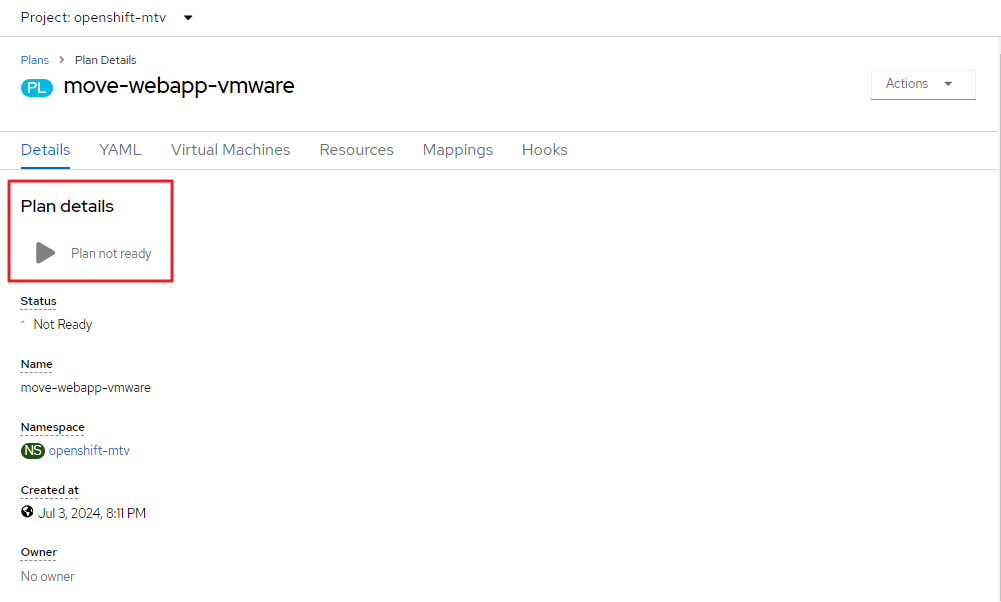 Project: openshift-mtv
Plans Plan Details
PL move-webapp-vmware
Actions
Details YAML Virtual Machines Resources Mappings Hooks
Plan details
Plan not ready
Status
Not Ready
Name
move-webapp-vmware
Namespace
NS openshift-mtv
Created at
Jul 3, 2024, 8:11 PM
Owner
No owner